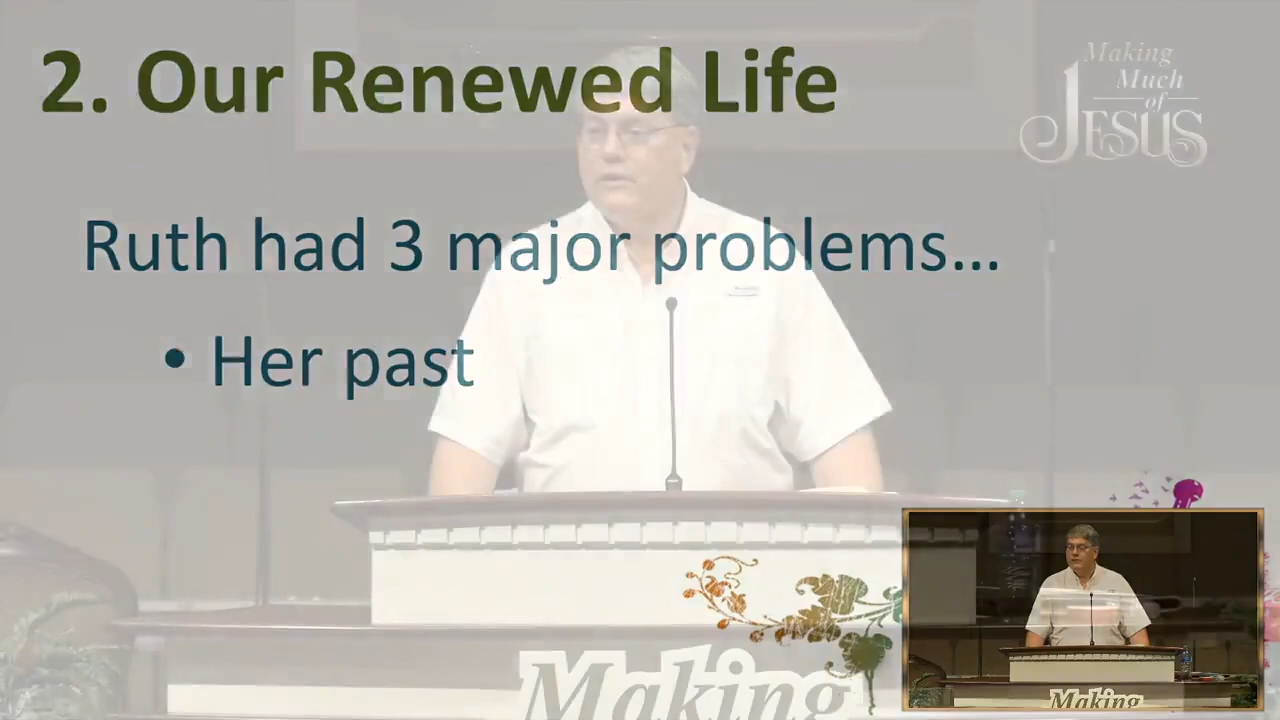 2. Our Renewed Life
Making
Much
of
JESUS
Ruth had 3 major problems...
• Her past
Making
Making